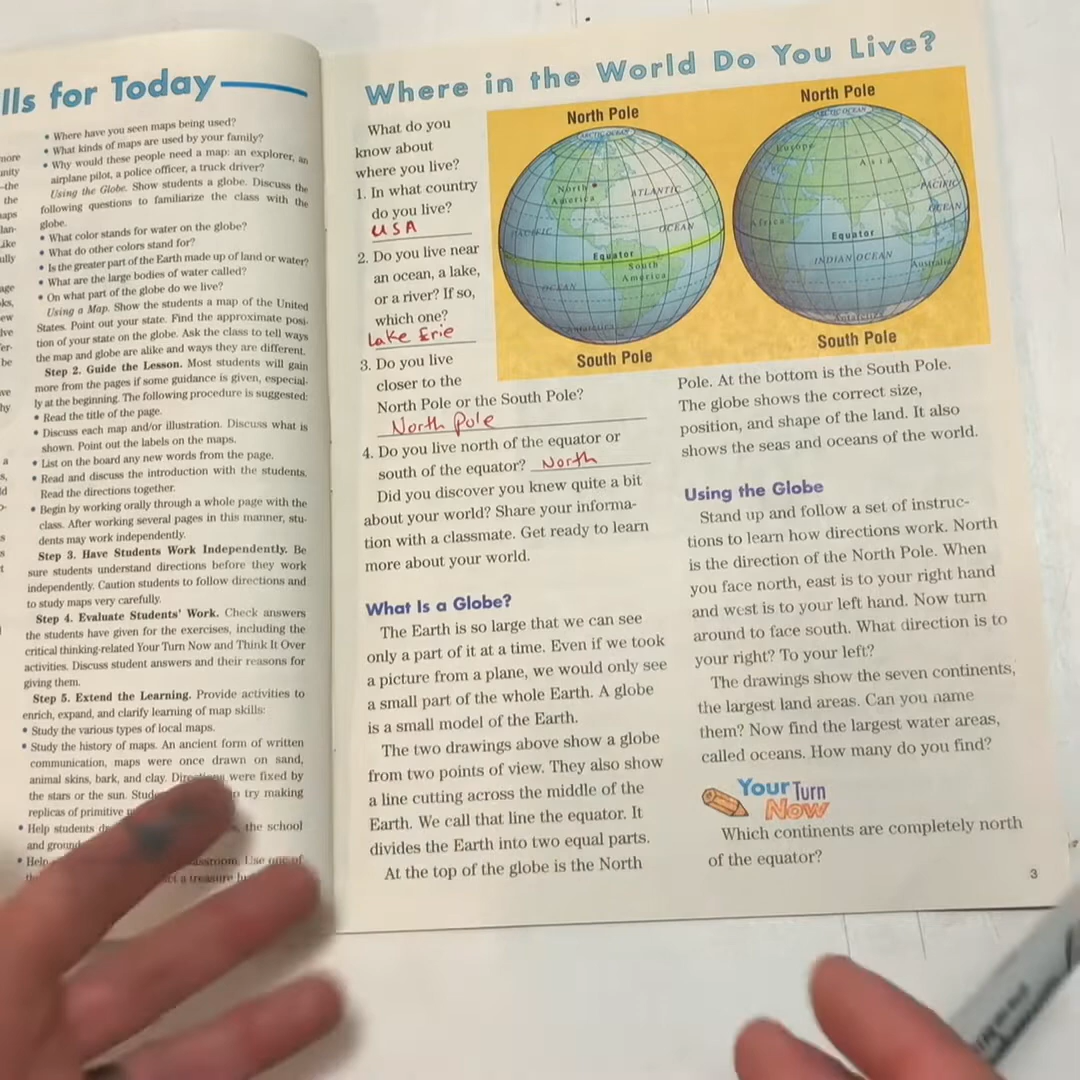 lls for Today
• Where have you seen maps being used?
• What kinds of maps are used by your family?
• Why would these people need a map: an explorer, an
airplane pilot, a police officer, a truck driver?
Using the Globe. Show students a globe. Discuss the
following questions to familiarize the class with the
globe.
• What color stands for water on the globe?
• What do other colors stand for?
• Is the greater part of the Earth made up of land or water?
• What are the large bodies of water called?
• On what part of the globe do we live?
Using a Map. Show the students a map of the United
States. Point out your state. Find the approximate posi-
tion of your state on the globe. Ask the class to tell ways
the map and globe are alike and ways they are different.
Step 2. Guide the Lesson. Most students will gain
more from the pages if some guidance is given, especial-
ly at the beginning. The following procedure is suggested:
• Read the title of the page.
• Discuss each map and/or illustration. Discuss what is
shown. Point out the labels on the maps.
• List on the board any new words from the page.
• Read and discuss the introduction with the students.
Read the directions together.
• Begin by working orally through a whole page with the
class. After working several pages in this manner, stu-
dents may work independently.
Step 3. Have Students Work Independently. Be
sure students understand directions before they work
independently. Caution students to follow directions and
to study maps very carefully.
Step 4. Evaluate Students' Work. Check answers
the students have given for the exercises, including the
critical thinking-related Your Turn Now and Think It Over
activities. Discuss student answers and their reasons for
giving them.
Step 5. Extend the Learning. Provide activities to
enrich, expand, and clarify learning of map skills:
• Study the various types of local maps.
• Study the history of maps. An ancient form of written
communication, maps were once drawn on sand,
animal skins, bark, and clay. were fixed by
the stars or the sun. try making
replicas of primitive
• Help students the school
and
• Help Use one of
a treasure
Where in the World Do You Live?
What do you
know about
where you live?
1. In what country
do you live?
USA
2. Do you live near
an ocean, a lake,
or a river? If so,
which one?
Lake Erie
3. Do you live
closer to the
North Pole or the South Pole?
North Pole
4. Do you live north of the equator or
south of the equator? North
Did you discover you knew quite a bit
about your world? Share your informa-
tion with a classmate. Get ready to learn
more about your world.
What Is a Globe?
The Earth is so large that we can see
only a part of it at a time. Even if we took
a picture from a plane, we would only see
a small part of the whole Earth. A globe
is a small model of the Earth.
The two drawings above show a globe
from two points of view. They also show
a line cutting across the middle of the
Earth. We call that line the equator. It
divides the Earth into two equal parts.
At the top of the globe is the North
North Pole
ARCTIC OCEAN
North
America
ATLANTIC
OCEAN
PACIFIC
OCEAN
Equator
South
America
Antarctica
South Pole
North Pole
ARCTIC OCEAN
Europe
Asia
PACIFIC
OCEAN
Africa
Equator
INDIAN OCEAN
Australia
Antarctica
South Pole
Pole. At the bottom is the South Pole.
The globe shows the correct size,
position, and shape of the land. It also
shows the seas and oceans of the world.
Using the Globe
Stand up and follow a set of instruc-
tions to learn how directions work. North
is the direction of the North Pole. When
you face north, east is to your right hand
and west is to your left hand. Now turn
around to face south. What direction is to
your right? To your left?
The drawings show the seven continents,
the largest land areas. Can you name
them? Now find the largest water areas,
called oceans. How many do you find?
Your Turn
Now
Which continents are completely north
of the equator?
3